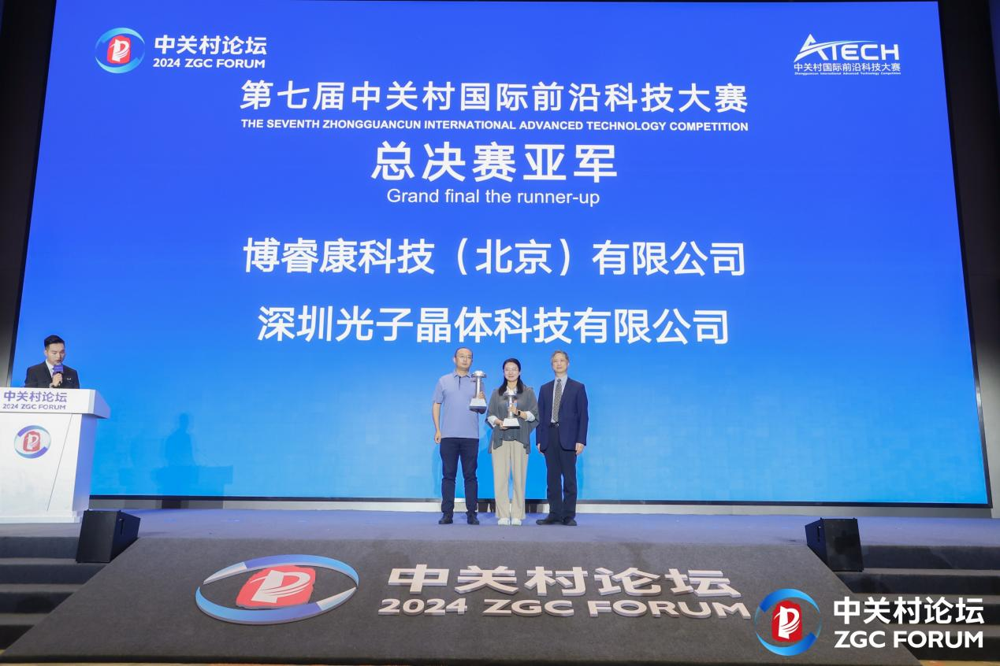 中关村论坛
2024 ZGC FORUM
ATECH
中关村国际前沿科技大赛
Zhongguancun International Advanced Technology Competition
第七届中关村国际前沿科技大赛
THE SEVENTH ZHONGGUANCUN INTERNATIONAL ADVANCED TECHNOLOGY COMPETITION
总决赛亚军
Grand final the runner-up
博睿康科技（北京）有限公司
深圳光子晶体科技有限公司
中关村论坛
2024 ZGC FORUM
中关村论坛
2024 ZGC FORUM
中关村论坛
ZGC FORUM